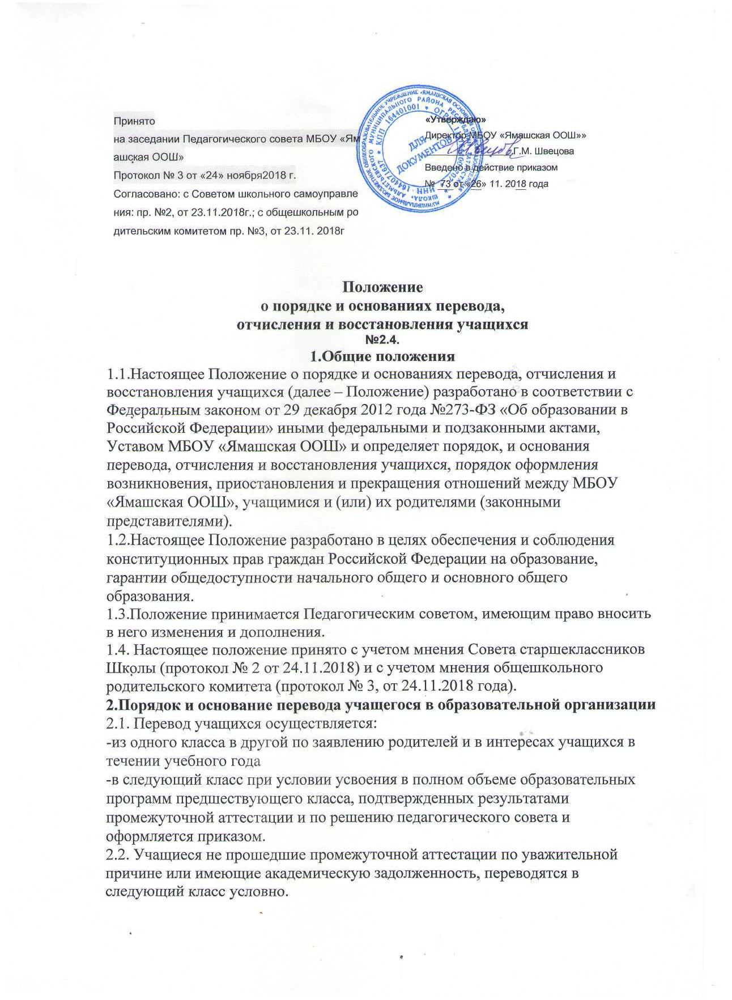 Принято
на заседании Педагогического совета МБОУ «Ям
ашская ООШ»
Протокол № 3 от «24» ноября2018 г.
Согласовано: с Советом школьного самоуправле
ния: пр. №2, от 23.11.2018г.; с общешкольным ро
дительским комитетом пр. №3, от 23.11. 2018г
«Утверждаю»
Директор МБОУ «Ямашская ООШ»»
Г.М. Швецова
Введено в действие приказом
№ 73 от «26» 11. 2018 года
ДЛЯ
ДОКУМЕНТОВ
КПП 164401001 * ОГРН
ИНН 1644071637
Положение
о порядке и основаниях перевода,
отчисления и восстановления учащихся
№2.4.
1.Общие положения
1.1.Настоящее Положение о порядке и основаниях перевода, отчисления и
восстановления учащихся (далее – Положение) разработано в соответствии с
Федеральным законом от 29 декабря 2012 года №273-ФЗ «Об образовании в
Российской Федерации» иными федеральными и подзаконными актами,
Уставом МБОУ «Ямашская ООШ» и определяет порядок, и основания
перевода, отчисления и восстановления учащихся, порядок оформления
возникновения, приостановления и прекращения отношений между МБОУ
«Ямашская ООШ», учащимися и (или) их родителями (законными
представителями).
1.2.Настоящее Положение разработано в целях обеспечения и соблюдения
конституционных прав граждан Российской Федерации на образование,
гарантии общедоступности начального общего и основного общего
образования.
1.3.Положение принимается Педагогическим советом, имеющим право вносить
в него изменения и дополнения.
1.4. Настоящее положение принято с учетом мнения Совета старшеклассников
Школы (протокол № 2 от 24.11.2018) и с учетом мнения общешкольного
родительского комитета (протокол № 3, от 24.11.2018 года).
2.Порядок и основание перевода учащегося в образовательной организации
2.1. Перевод учащихся осуществляется:
-из одного класса в другой по заявлению родителей и в интересах учащихся в
течении учебного года
-в следующий класс при условии усвоения в полном объеме образовательных
программ предшествующего класса, подтвержденных результатами
промежуточной аттестации и по решению педагогического совета и
оформляется приказом.
2.2. Учащиеся не прошедшие промежуточной аттестации по уважительной
причине или имеющие академическую задолженность, переводятся в
следующий класс условно.